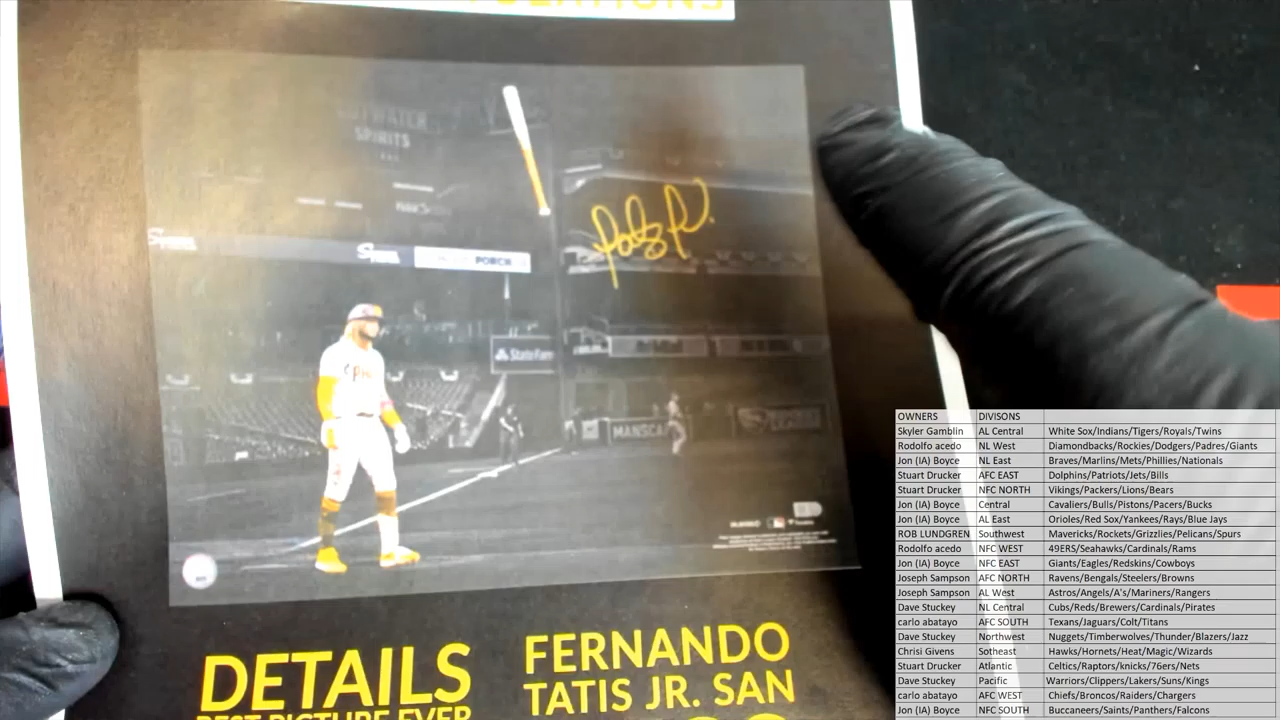 SPIRITS
PORCH
State Farm
MANSCA
DETAILS
BEST PICTURE EVER
FERNANDO
TATIS JR. SAN
OWNERS DIVISONS
Skyler Gamblin AL Central White Sox/Indians/Tigers/Royals/Twins
Rodolfo acedo NL West Diamondbacks/Rockies/Dodgers/Padres/Giants
Jon (IA) Boyce NL East Braves/Marlins/Mets/Phillies/Nationals
Stuart Drucker AFC EAST Dolphins/Patriots/Jets/Bills
Stuart Drucker NFC NORTH Vikings/Packers/Lions/Bears
Jon (IA) Boyce Central Cavaliers/Bulls/Pistons/Pacers/Bucks
Jon (IA) Boyce AL East Orioles/Red Sox/Yankees/Rays/Blue Jays
ROB LUNDGREN Southwest Mavericks/Rockets/Grizzlies/Pelicans/Spurs
Rodolfo acedo NFC WEST 49ERS/Seahawks/Cardinals/Rams
Jon (IA) Boyce NFC EAST Giants/Eagles/Redskins/Cowboys
Joseph Sampson AFC NORTH Ravens/Bengals/Steelers/Browns
Joseph Sampson AL West Astros/Angels/A's/Mariners/Rangers
Dave Stuckey NL Central Cubs/Reds/Brewers/Cardinals/Pirates
carlo abatayo AFC SOUTH Texans/Jaguars/Colt/Titans
Dave Stuckey Northwest Nuggets/Timberwolves/Thunder/Blazers/Jazz
Chrisi Givens Sotheast Hawks/Hornets/Heat/Magic/Wizards
Stuart Drucker Atlantic Celtics/Raptors/knicks/76ers/Nets
Dave Stuckey Pacific Warriors/Clippers/Lakers/Suns/Kings
carlo abatayo AFC WEST Chiefs/Broncos/Raiders/Chargers
Jon (IA) Boyce NFC SOUTH Buccaneers/Saints/Panthers/Falcons